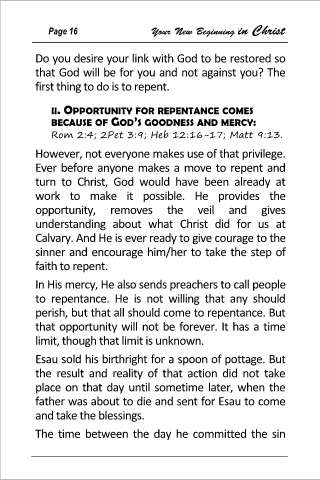 Page 16 Your New Beginning in Christ
Do you desire your link with God to be restored so
that God will be for you and not against you? The
first thing to do is to repent.
II. OPPORTUNITY FOR REPENTANCE COMES
BECAUSE OF GOD'S GOODNESS AND MERCY:
Rom 2:4; 2Pet 3:9; Heb 12:16-17; Matt 9:13.
However, not everyone makes use of that privilege.
Ever before anyone makes a move to repent and
turn to Christ, God would have been already at
work to make it possible. He provides the
opportunity, removes the veil and gives
understanding about what Christ did for us at
Calvary. And He is ever ready to give courage to the
sinner and encourage him/her to take the step of
faith to repent.
In His mercy, He also sends preachers to call people
to repentance. He is not willing that any should
perish, but that all should come to repentance. But
that opportunity will not be forever. It has a time
limit, though that limit is unknown.
Esau sold his birthright for a spoon of pottage. But
the result and reality of that action did not take
place on that day until sometime later, when the
father was about to die and sent for Esau to come
and take the blessings.
The time between the day he committed the sin